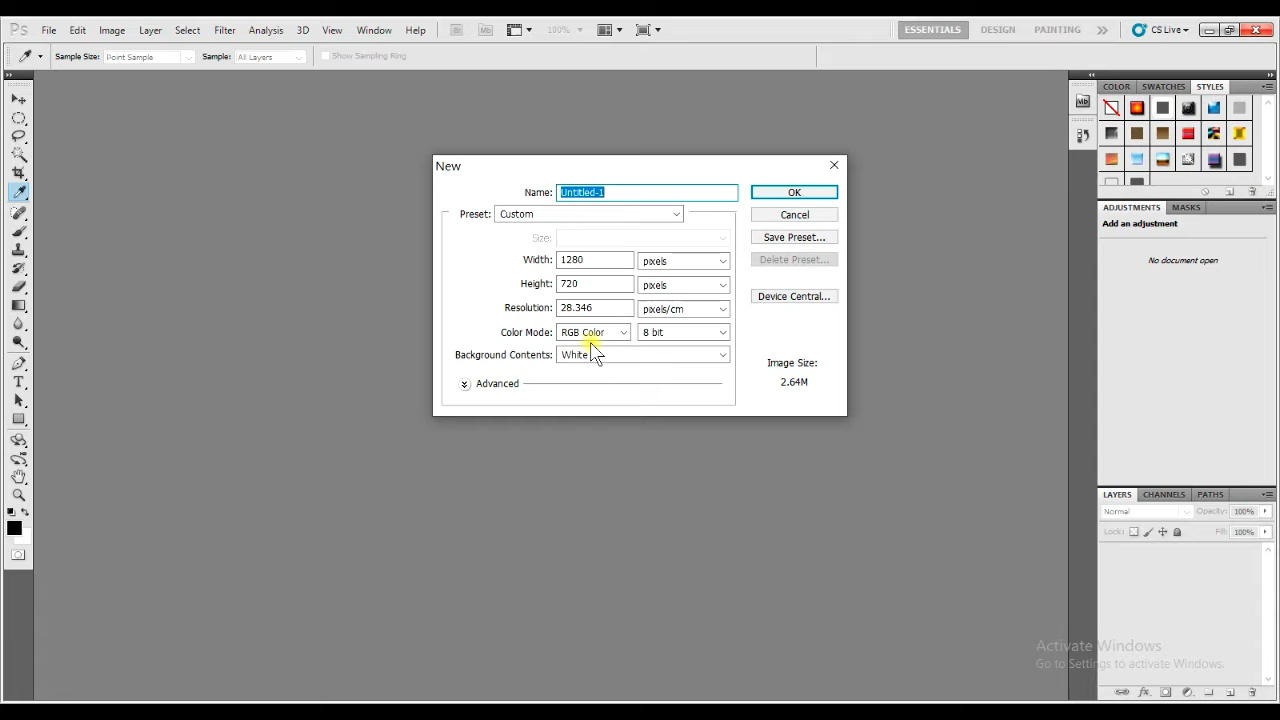 Ps File Edit Image Layer Select Filter Analysis 3D View Window Help Br Mb 100% ESSENTIALS DESIGN PAINTING CS Live
Sample Size: Point Sample Sample: All Layers Show Sampling Ring
COLOR SWATCHES STYLES
Mb
New
Name: Untitled-1 OK
Preset: Custom Cancel
Size: Save Preset...
Width: 1280 pixels Delete Preset...
Height: 720 pixels
Device Central...
Resolution: 28.346 pixels/cm
Color Mode: RGB Color 8 bit
Background Contents: White
Image Size:
2.64M
Advanced
ADJUSTMENTS MASKS
Add an adjustment
No document open
T
LAYERS CHANNELS PATHS
Normal Opacity: 100%
Lock: Fill: 100%
Activate Windows
Go to Settings to activate Windows.
fx